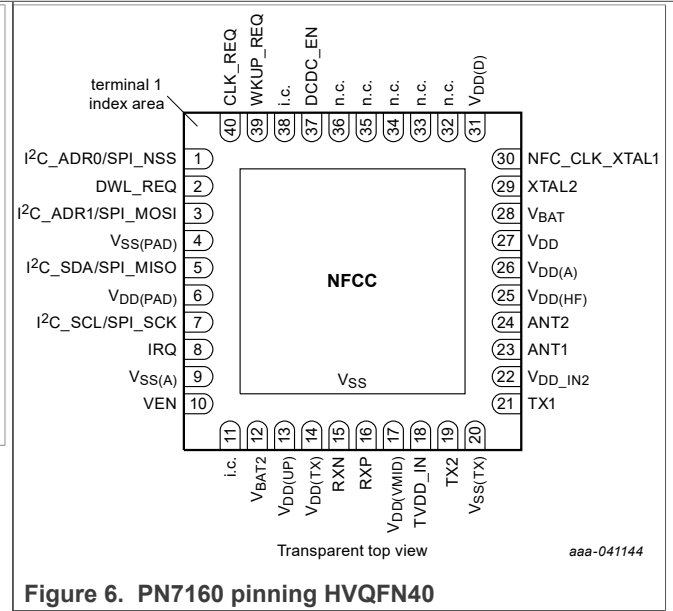 CLK_REQ
WKUP_REQ
i.c.
DCDC_EN
n.c.
n.c.
n.c.
n.c.
n.c.
VDD(D)
terminal 1
index area
40
39
38
37
36
35
34
33
32
31
I²C_ADR0/SPI_NSS 1
DWL_REQ 2
I²C_ADR1/SPI_MOSI 3
VSS(PAD) 4
I²C_SDA/SPI_MISO 5
VDD(PAD) 6
I²C_SCL/SPI_SCK 7
IRQ 8
VSS(A) 9
VEN 10
NFCC
VSS
30 NFC_CLK_XTAL1
29 XTAL2
28 VBAT
27 VDD
26 VDD(A)
25 VDD(HF)
24 ANT2
23 ANT1
22 VDD_IN2
21 TX1
11
12
13
14
15
16
17
18
19
20
i.c.
VBAT2
VDD(UP)
VDD(TX)
RXN
RXP
VDD(VMID)
TVDD_IN
TX2
VSS(TX)
Transparent top view
aaa-041144
Figure 6. PN7160 pinning HVQFN40